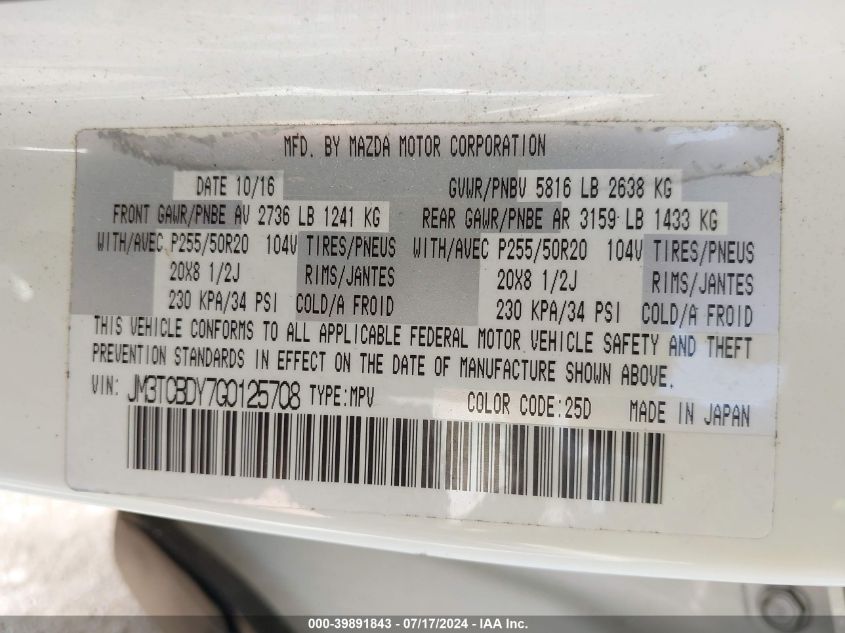 MFD. BY MAZDA MOTOR CORPORATION
DATE 10/16 GVWR/PNBV 5816 LB 2638 KG
FRONT GAWR/PNBE AV 2736 LB 1241 KG REAR GAWR/PNBE AR 3159 LB 1433 KG
WITH/AVEC P255/50R20 104V TIRES/PNEUS WITH/AVEC P255/50R20 104V TIRES/PNEUS
20X8 1/2J RIMS/JANTES 20X8 1/2J RIMS/JANTES
230 KPA/34 PSI COLD/A FROID 230 KPA/34 PSI COLD/A FROID
THIS VEHICLE CONFORMS TO ALL APPLICABLE FEDERAL MOTOR VEHICLE SAFETY AND THEFT
PREVENTION STANDARDS IN EFFECT ON THE DATE OF MANUFACTURE SHOWN ABOVE.
VIN: JM3TCBDY7G0125708 TYPE:MPV COLOR CODE:25D MADE IN JAPAN
000-39891843 - 07/17/2024 - IAA Inc.